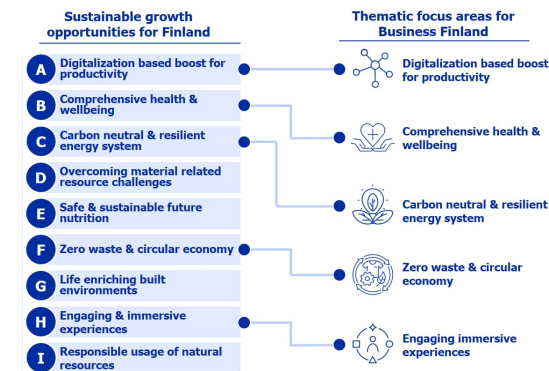 Sustainable growth
opportunities for Finland
A
Digitalization based boost for
productivity
B
Comprehensive health &
wellbeing
C
Carbon neutral & resilient
energy system
D
Overcoming material related
resource challenges
E
Safe & sustainable future
nutrition
F
Zero waste & circular economy
G
Life enriching built
environments
H
Engaging & immersive
experiences
I
Responsible usage of natural
resources
Thematic focus areas for
Business Finland
Digitalization based boost
for productivity
Comprehensive health &
wellbeing
Carbon neutral & resilient
energy system
Zero waste & circular
economy
Engaging immersive
experiences